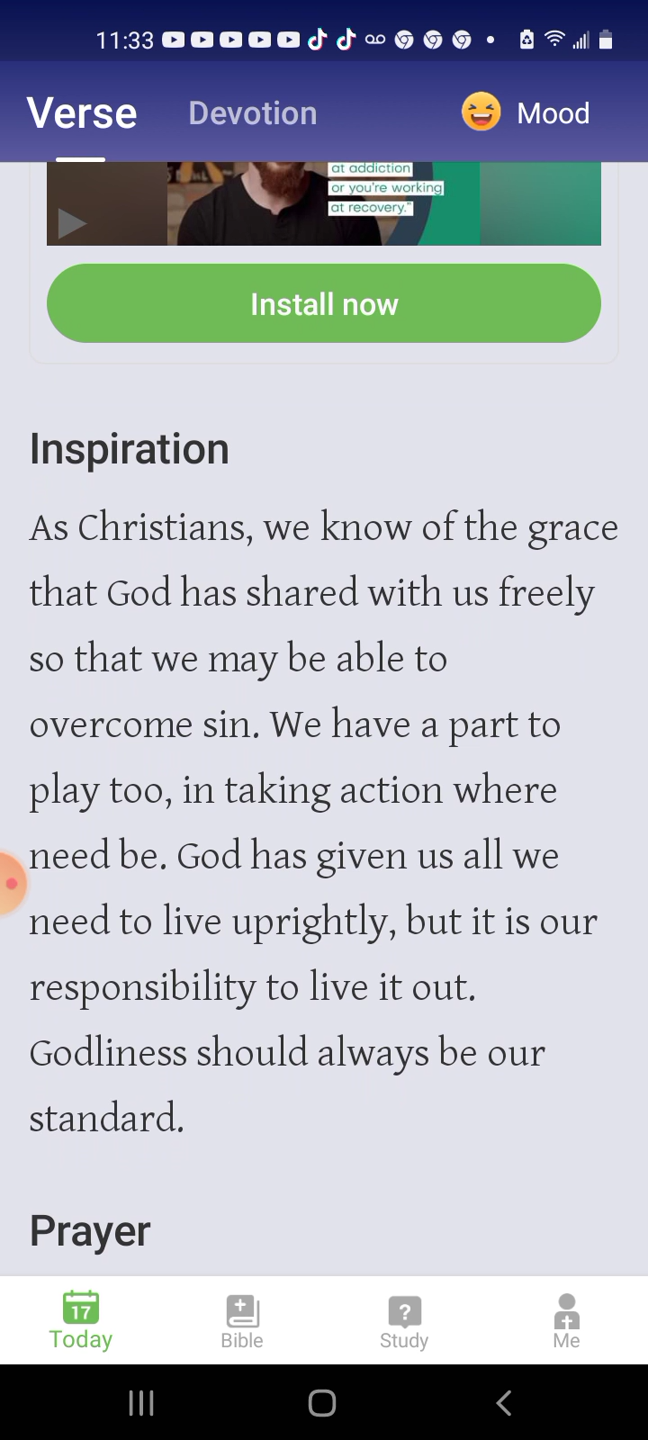 11:33
Verse Devotion Mood
at addiction
or you're working
at recovery."
Install now
Inspiration
As Christians, we know of the grace
that God has shared with us freely
so that we may be able to
overcome sin. We have a part to
play too, in taking action where
need be. God has given us all we
need to live uprightly, but it is our
responsibility to live it out.
Godliness should always be our
standard.
Prayer
17
Today Bible Study Me